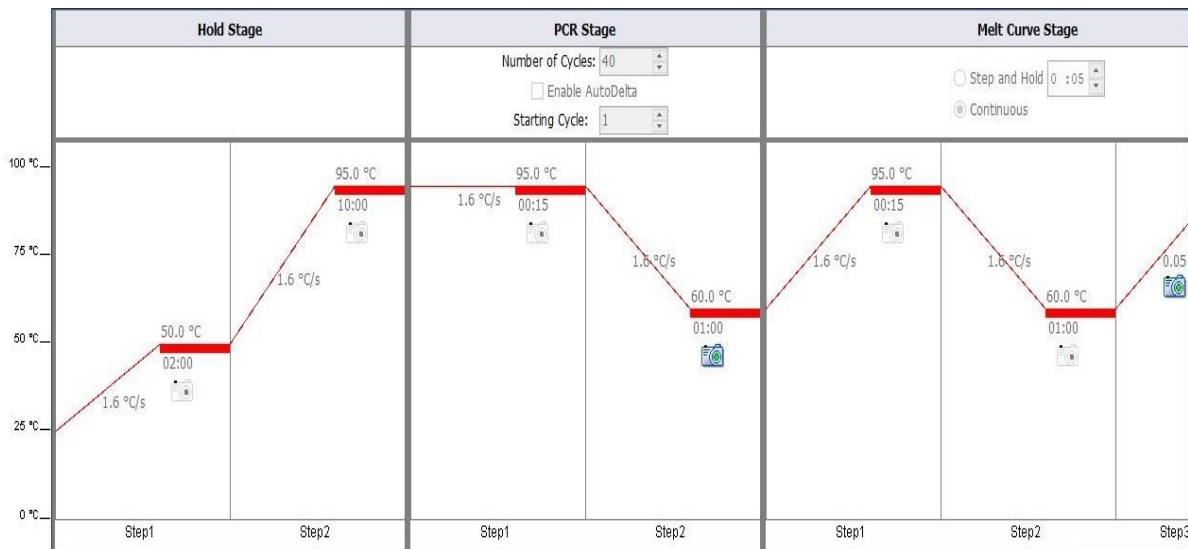 Hold Stage
PCR Stage
Melt Curve Stage
Number of Cycles: 40
Enable AutoDelta
Starting Cycle: 1
Step and Hold 0 :05
Continuous
100 °C
75 °C
50 °C
25 °C
0 °C
1.6 °C/s
50.0 °C
02:00
1.6 °C/s
95.0 °C
10:00
1.6 °C/s
95.0 °C
00:15
1.6 °C/s
60.0 °C
01:00
1.6 °C/s
95.0 °C
00:15
1.6 °C/s
60.0 °C
01:00
0.05
Step1
Step2
Step1
Step2
Step1
Step2
Step3